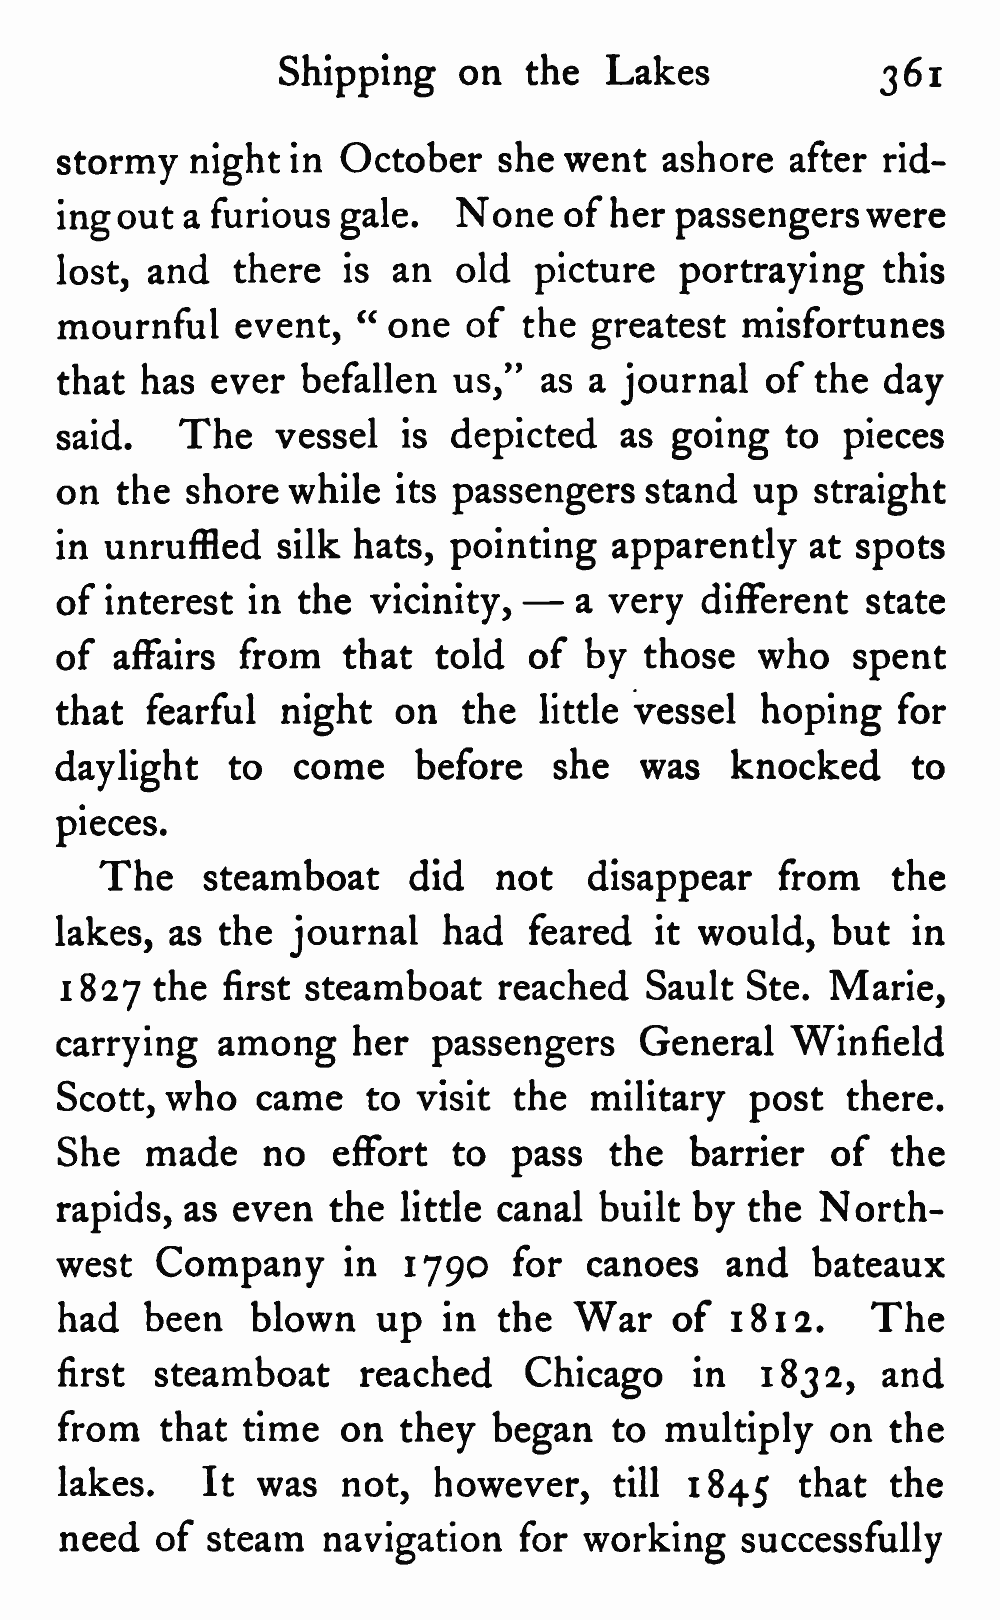 Shipping on the Lakes 361
stormy night in October she went ashore after rid-
ing out a furious gale. None of her passengers were
lost, and there is an old picture portraying this
mournful event, “ one of the greatest misfortunes
that has ever befallen us,” as a journal of the day
said. The vessel is depicted as going to pieces
on the shore while its passengers stand up straight
in unruffled silk hats, pointing apparently at spots
of interest in the vicinity, — a very different state
of affairs from that told of by those who spent
that fearful night on the little vessel hoping for
daylight to come before she was knocked to
pieces.
The steamboat did not disappear from the
lakes, as the journal had feared it would, but in
1827 the first steamboat reached Sault Ste. Marie,
carrying among her passengers General Winfield
Scott, who came to visit the military post there.
She made no effort to pass the barrier of the
rapids, as even the little canal built by the North-
west Company in 1790 for canoes and bateaux
had been blown up in the War of 1812. The
first steamboat reached Chicago in 1832, and
from that time on they began to multiply on the
lakes. It was not, however, till 1845 that the
need of steam navigation for working successfully